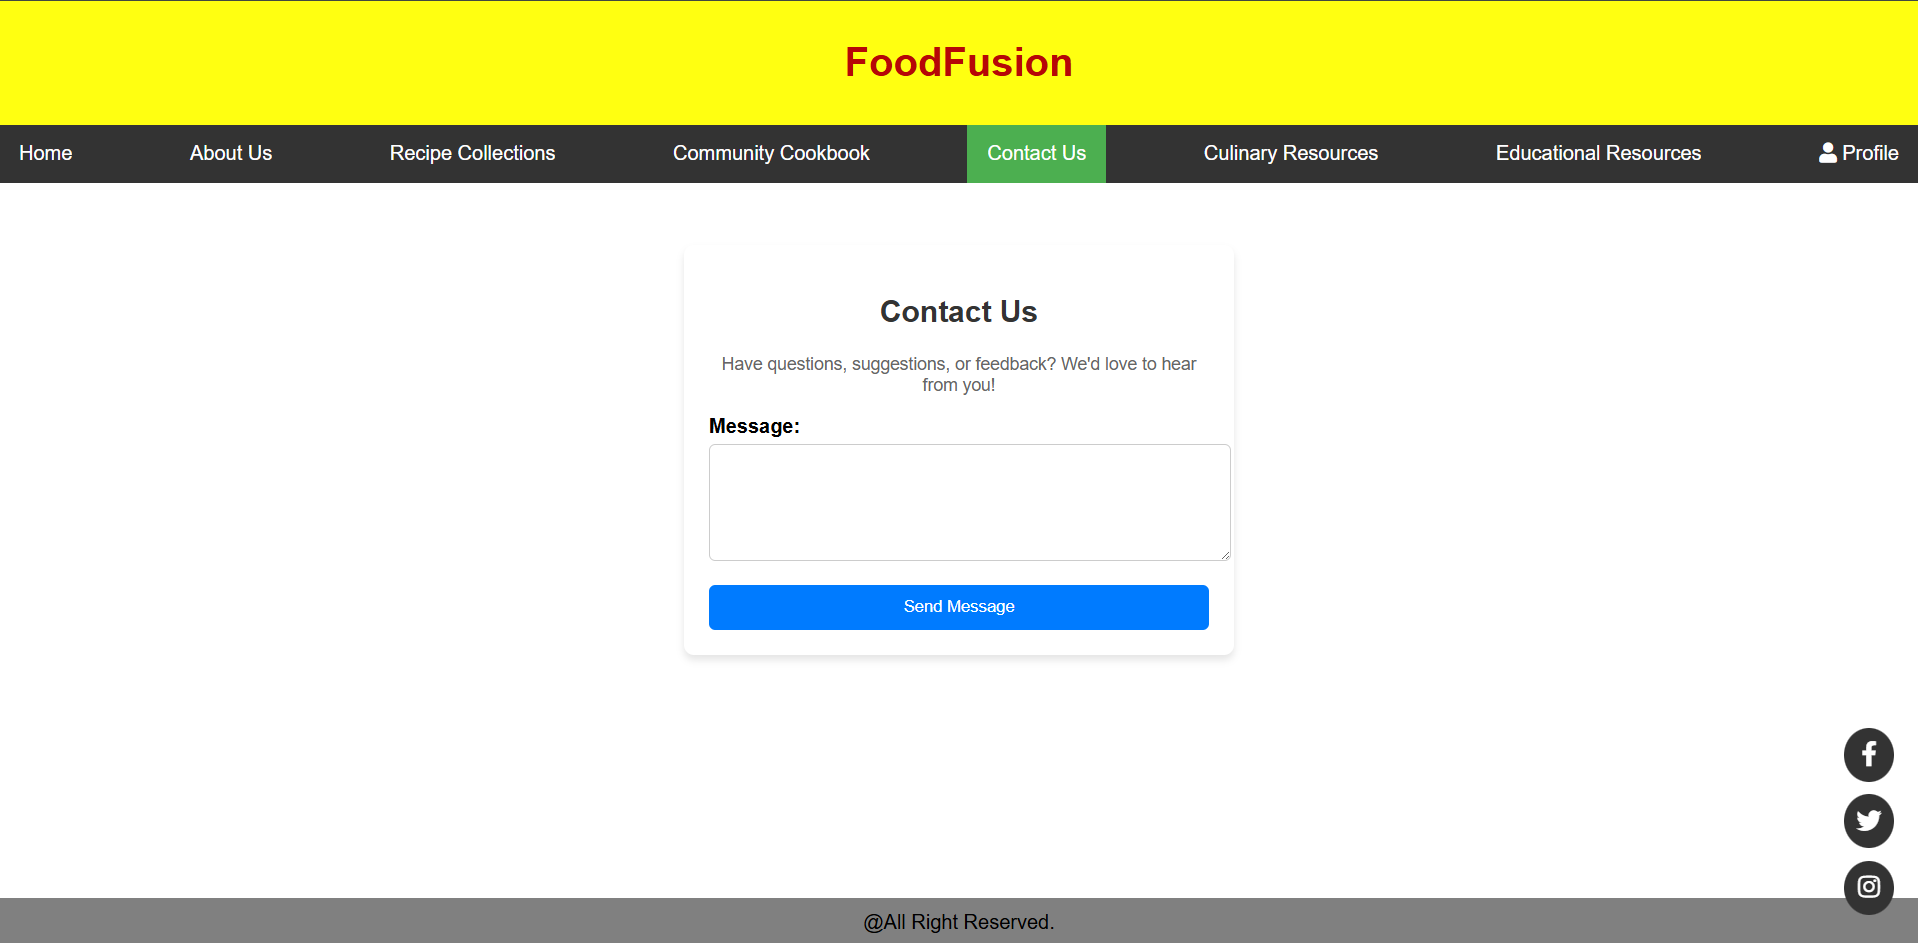 FoodFusion
Home About Us Recipe Collections Community Cookbook Contact Us Culinary Resources Educational Resources Profile
Contact Us
Have questions, suggestions, or feedback? We'd love to hear
from you!
Message:
Send Message
@All Right Reserved.